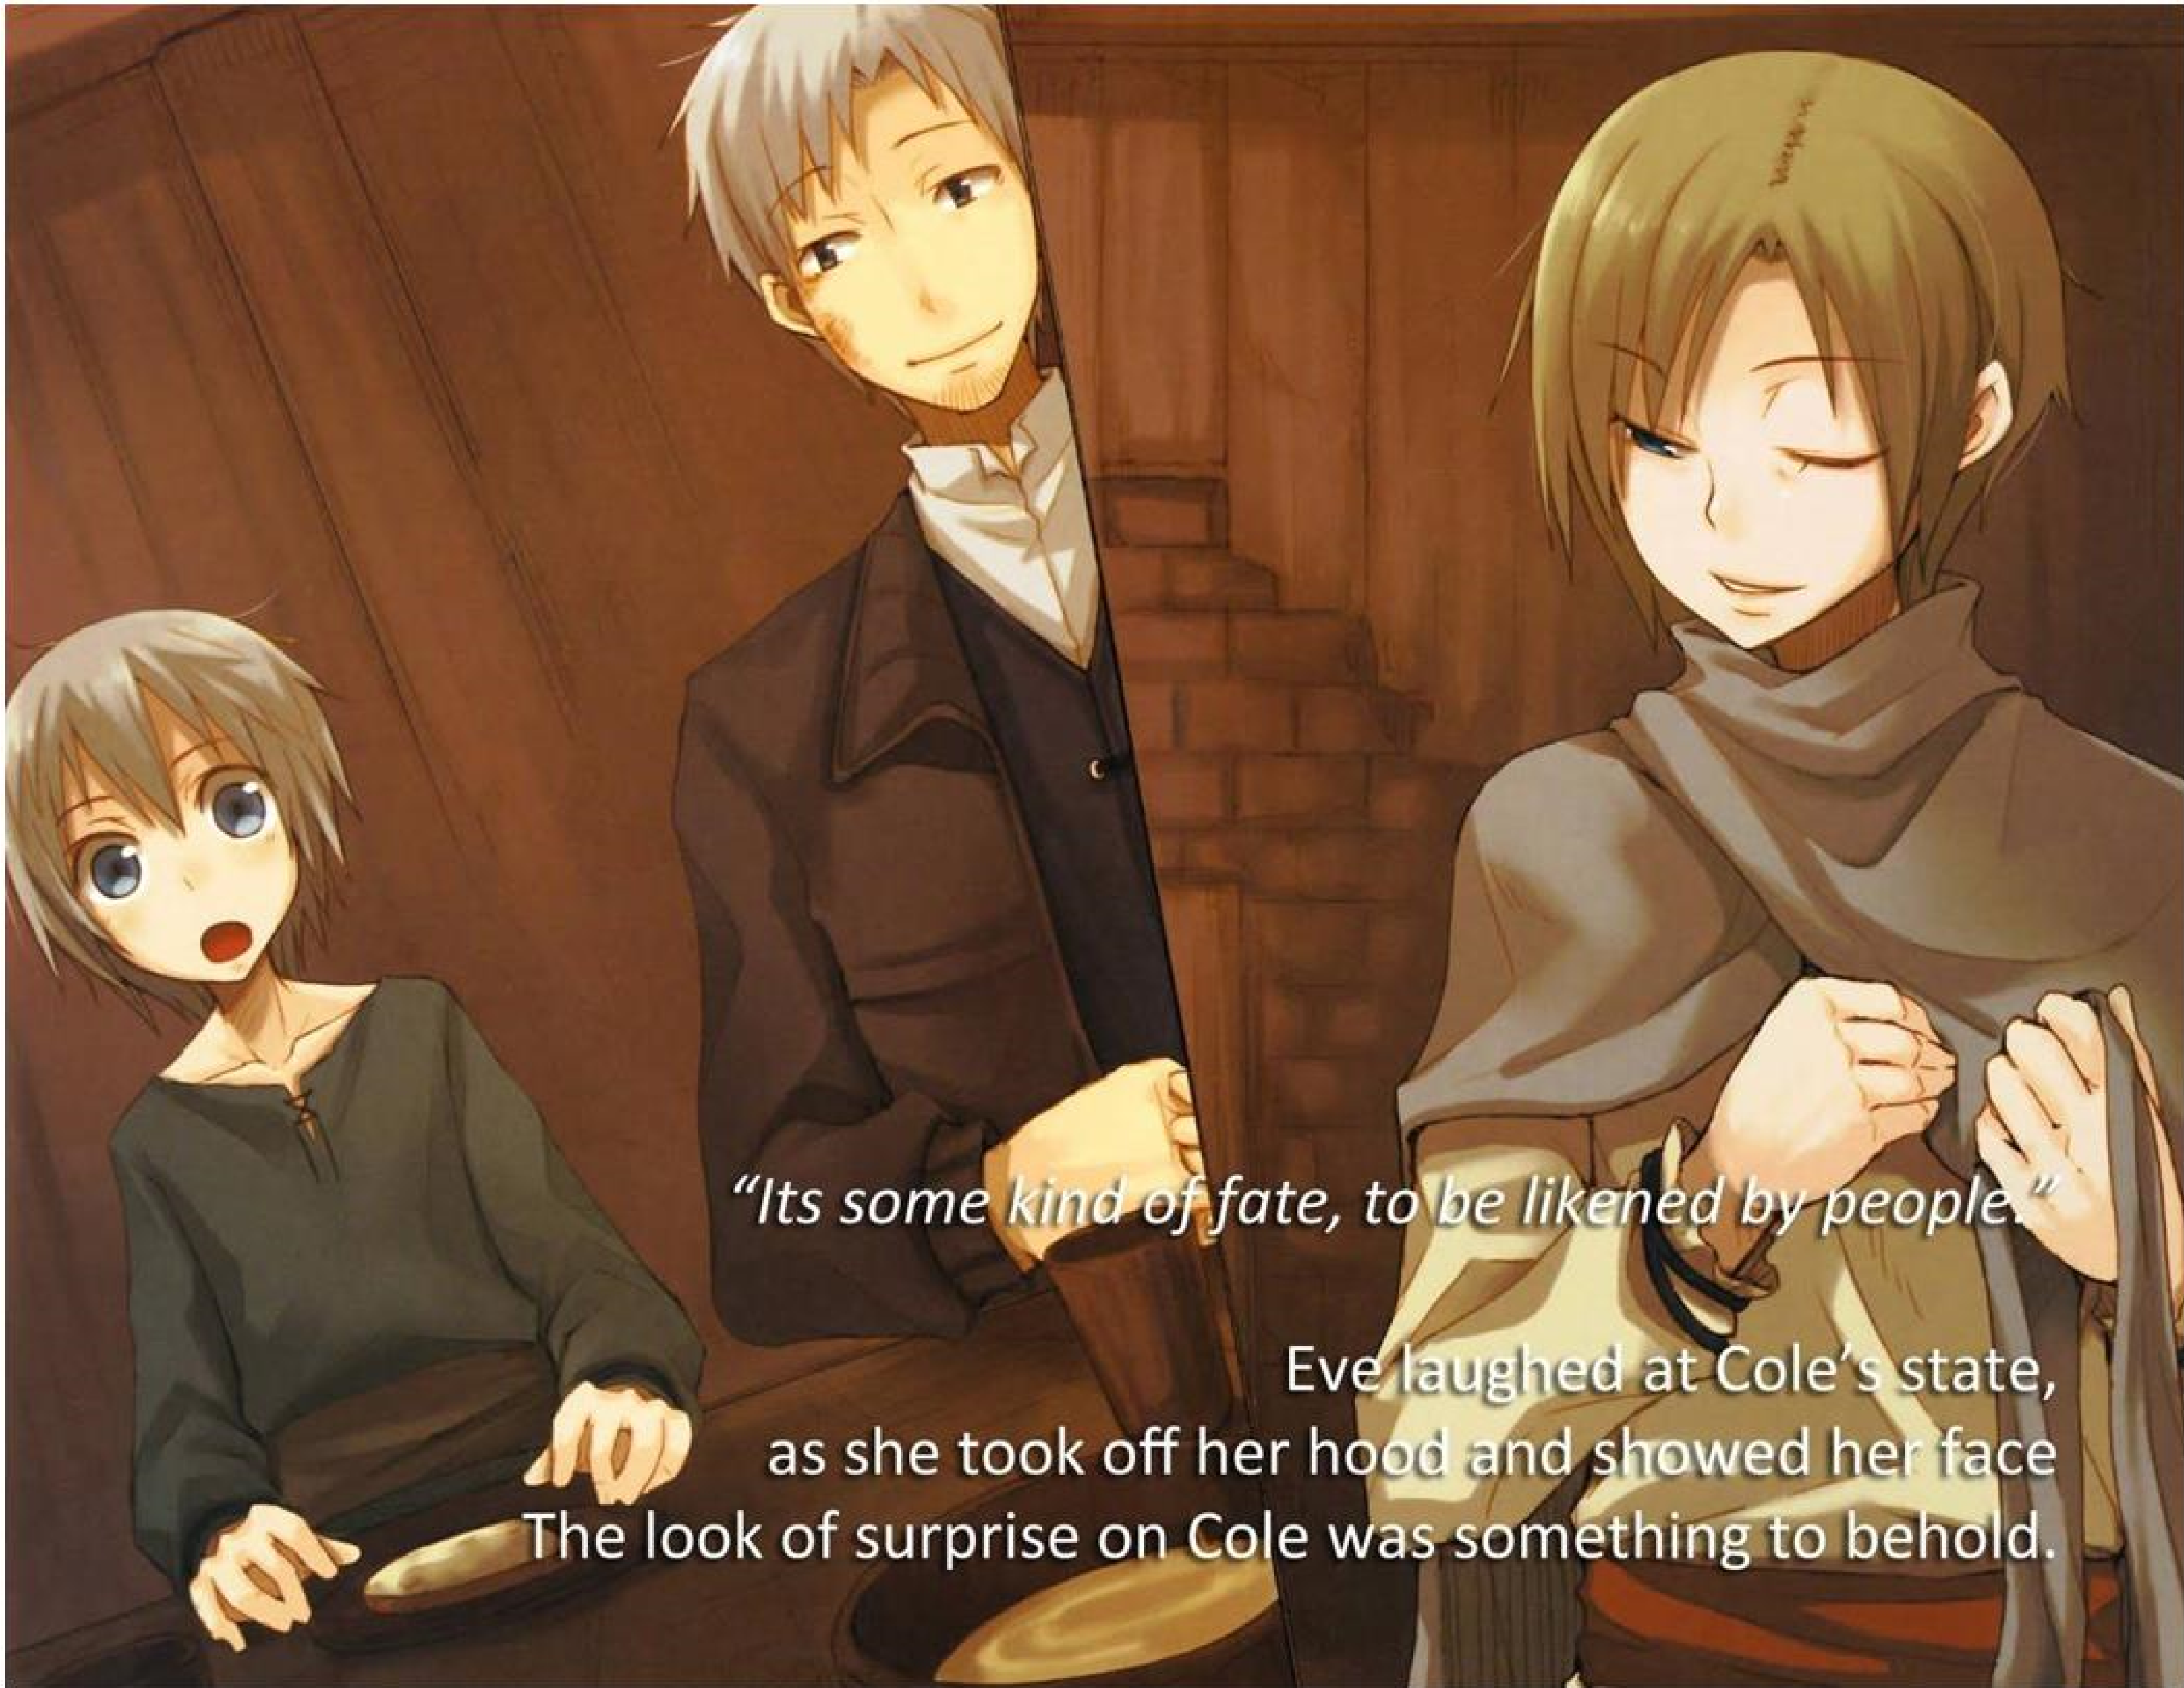 “Its some kind of fate, to be likened by people.”
Eve laughed at Cole’s state,
as she took off her hood and showed her face
The look of surprise on Cole was something to behold.